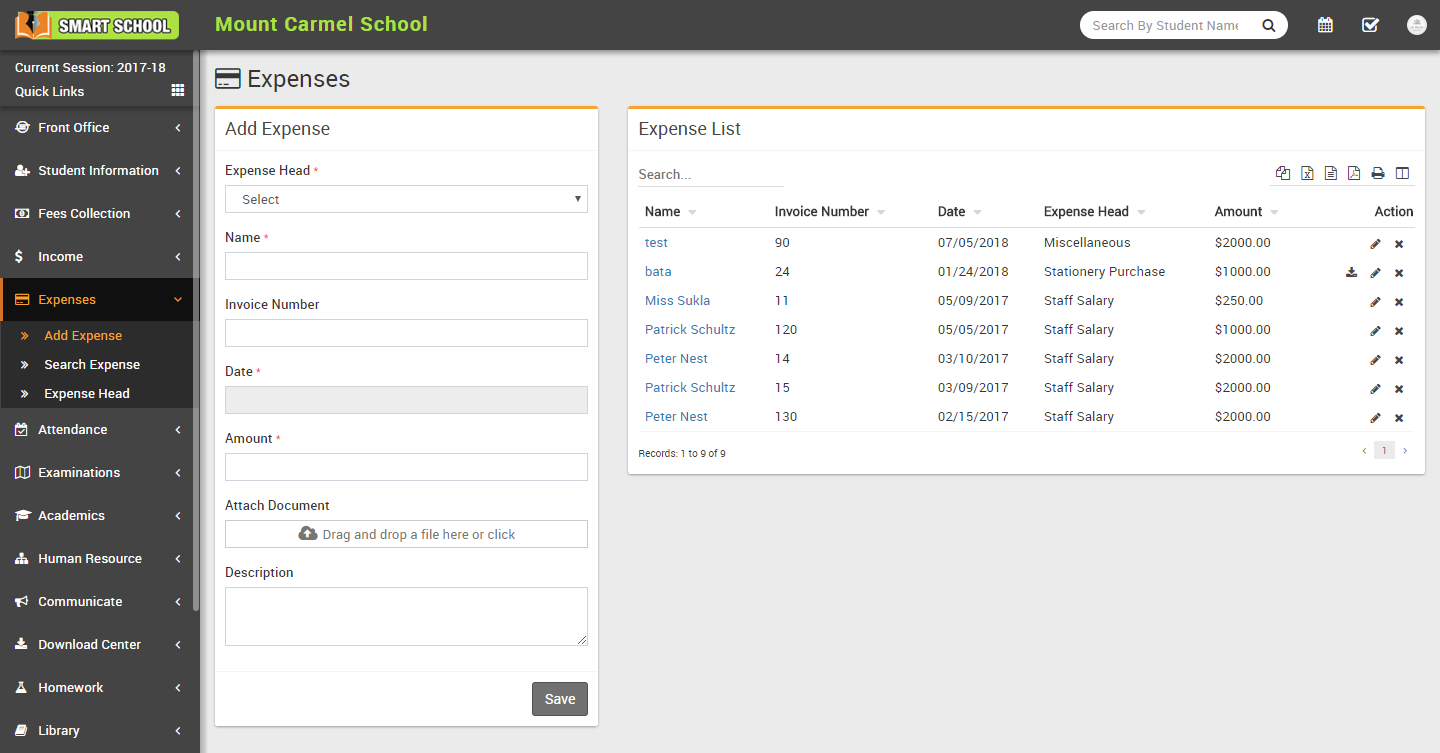 SMART SCHOOL
Mount Carmel School
Search By Student Name
Current Session: 2017-18
Quick Links
Front Office
Student Information
Fees Collection
Income
Expenses
Add Expense
Search Expense
Expense Head
Attendance
Examinations
Academics
Human Resource
Communicate
Download Center
Homework
Library
Expenses
Add Expense
Expense Head *
Select
Name *
Invoice Number
Date *
Amount *
Attach Document
Drag and drop a file here or click
Description
Save
Expense List
Search...
Name Invoice Number Date Expense Head Amount Action
test 90 07/05/2018 Miscellaneous $2000.00
bata 24 01/24/2018 Stationery Purchase $1000.00
Miss Sukla 11 05/09/2017 Staff Salary $250.00
Patrick Schultz 120 05/05/2017 Staff Salary $1000.00
Peter Nest 14 03/10/2017 Staff Salary $2000.00
Patrick Schultz 15 03/09/2017 Staff Salary $2000.00
Peter Nest 130 02/15/2017 Staff Salary $2000.00
Records: 1 to 9 of 9
1